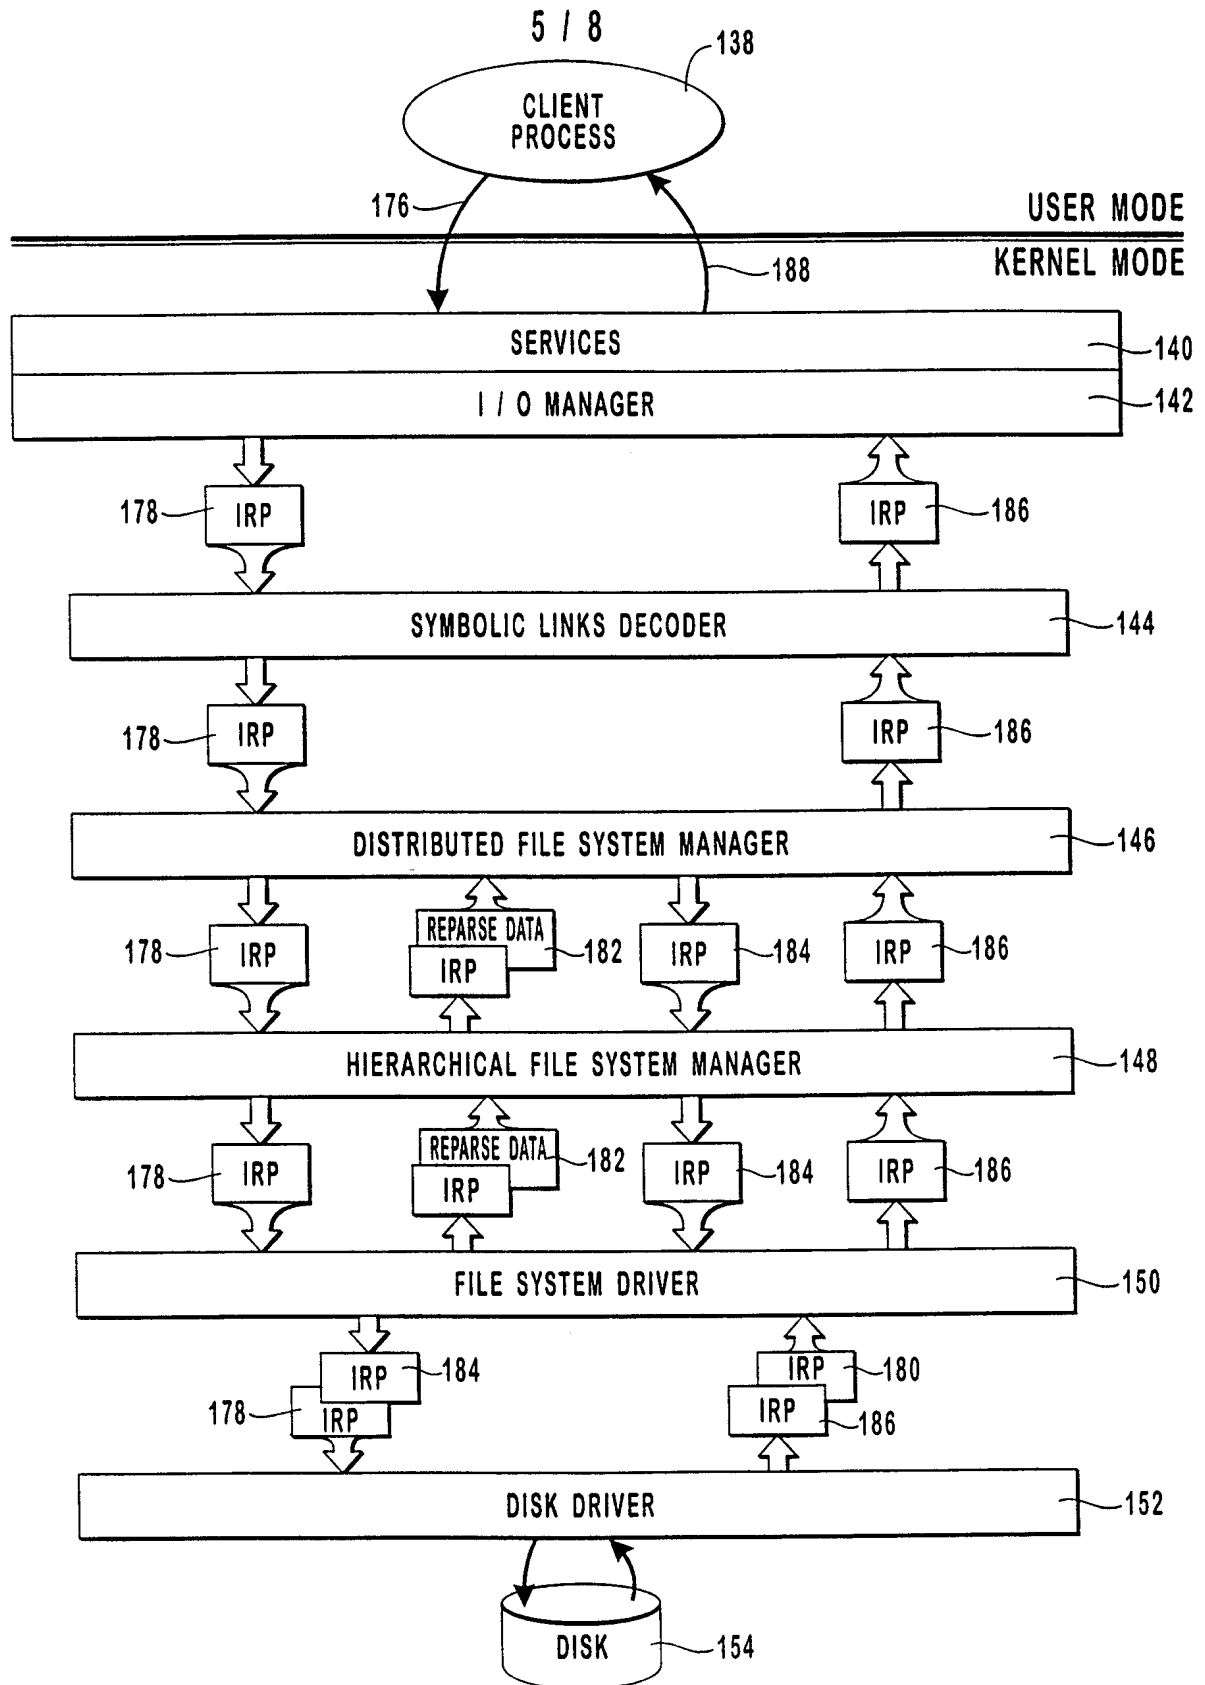 5 / 8
138
CLIENT
PROCESS
176
USER MODE
188
KERNEL MODE
SERVICES
140
I / O MANAGER
142
178
IRP
IRP
186
SYMBOLIC LINKS DECODER
144
178
IRP
IRP
186
DISTRIBUTED FILE SYSTEM MANAGER
146
178
IRP
REPARSE DATA
IRP
182
IRP
184
IRP
186
HIERARCHICAL FILE SYSTEM MANAGER
148
178
IRP
REPARSE DATA
IRP
182
IRP
184
IRP
186
FILE SYSTEM DRIVER
150
IRP
184
178
IRP
IRP
180
IRP
186
DISK DRIVER
152
DISK
154